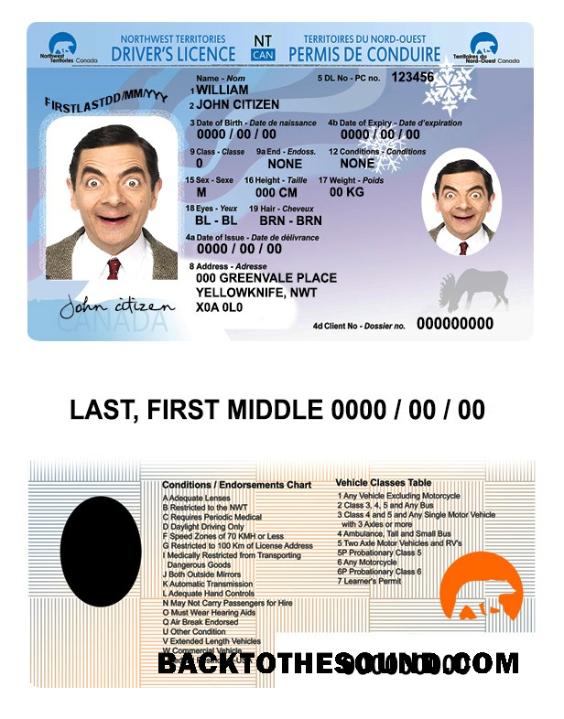 NORTHWEST TERRITORIES NT TERRITOIRES DU NORD-OUEST
DRIVER'S LICENCE CAN PERMIS DE CONDUIRE
Northwest
Territories Canada
Territoires du
Nord-Ouest Canada
FIRSTLASTDD/MM/YYY
Name - Nom 5 DL No - PC no. 123456
1 WILLIAM
2 JOHN CITIZEN
3 Date of Birth - Date de naissance 4b Date of Expiry - Date d'expiration
0000 / 00 / 00 0000 / 00 / 00
9 Class - Classe 9a End - Endoss. 12 Conditions - Conditions
0 NONE NONE
15 Sex - Sexe 16 Height - Taille 17 Weight - Poids
M 000 CM 00 KG
18 Eyes - Yeux 19 Hair - Cheveux
BL - BL BRN - BRN
4a Date of Issue - Date de délivrance
0000 / 00 / 00
8 Address - Adresse
000 GREENVALE PLACE
YELLOWKNIFE, NWT
X0A 0L0
John citizen
CANADA
4d Client No - Dossier no. 000000000
LAST, FIRST MIDDLE 0000 / 00 / 00
Conditions / Endorsements Chart
A Adequate Lenses
B Restricted to the NWT
C Requires Periodic Medical
D Daylight Driving Only
F Speed Zones of 70 KMH or Less
G Restricted to 100 Km of License Address
I Medically Restricted from Transporting
Dangerous Goods
J Both Outside Mirrors
K Automatic Transmission
L Adequate Hand Controls
N May Not Carry Passengers for Hire
O Must Wear Hearing Aids
Q Air Break Endorsed
U Other Condition
V Extended Length Vehicles
W Commercial Vehicle
Vehicle Classes Table
1 Any Vehicle Excluding Motorcycle
2 Class 3, 4, 5 and Any Bus
3 Class 4 and 5 and Any Single Motor Vehicle
with 3 Axles or more
4 Ambulance, Tall and Small Bus
5 Two Axle Motor Vehicles and RV's
5P Probationary Class 5
6 Any Motorcycle
6P Probationary Class 6
7 Learner's Permit
BACKTOTHESOUND.COM